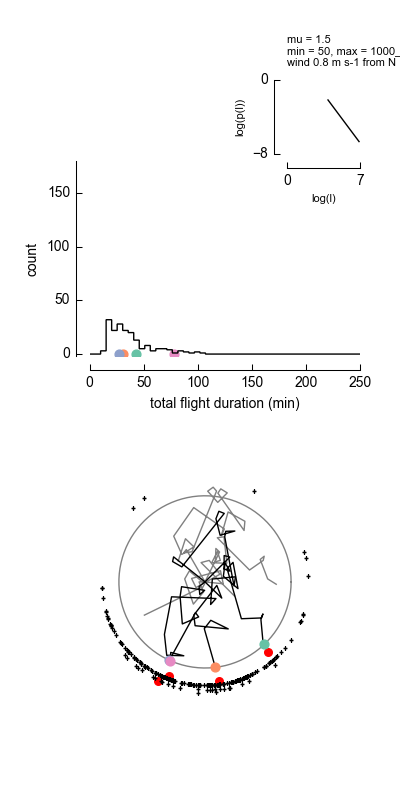 mu = 1.5
min = 50, max = 1000_
wind 0.8 m s-1 from N
0
log(p(l))
−8
0
7
log(l)
150
100
50
0
count
0
50
100
150
200
250
total flight duration (min)